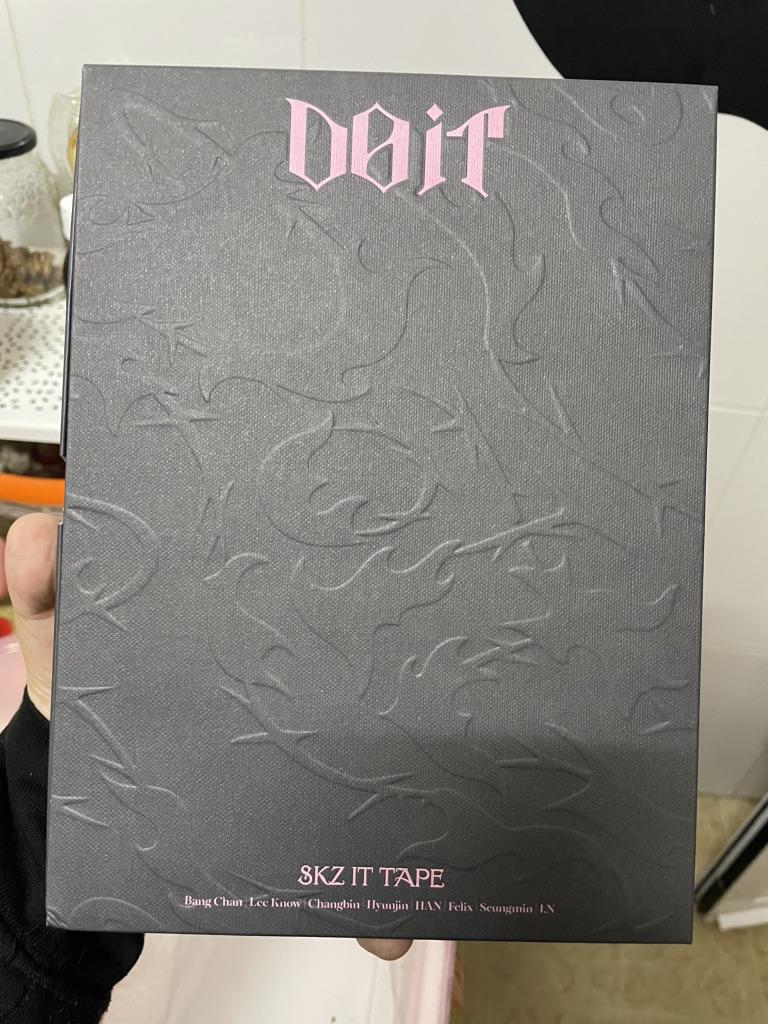 DO iT
SKZ IT TAPE
Bang Chan | Lee Know | Changbin | Hyunjin | HAN | Felix | Seungmin | I.N